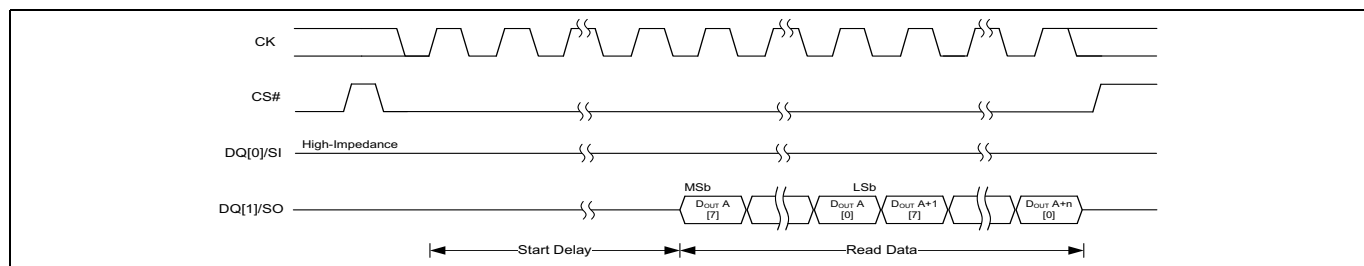 CK
CS#
DQ[0]/SI
High-Impedance
DQ[1]/SO
MSb
LSb
DOUT A
[7]
DOUT A
[0]
DOUT A+1
[7]
DOUT A+n
[0]
Start Delay
Read Data